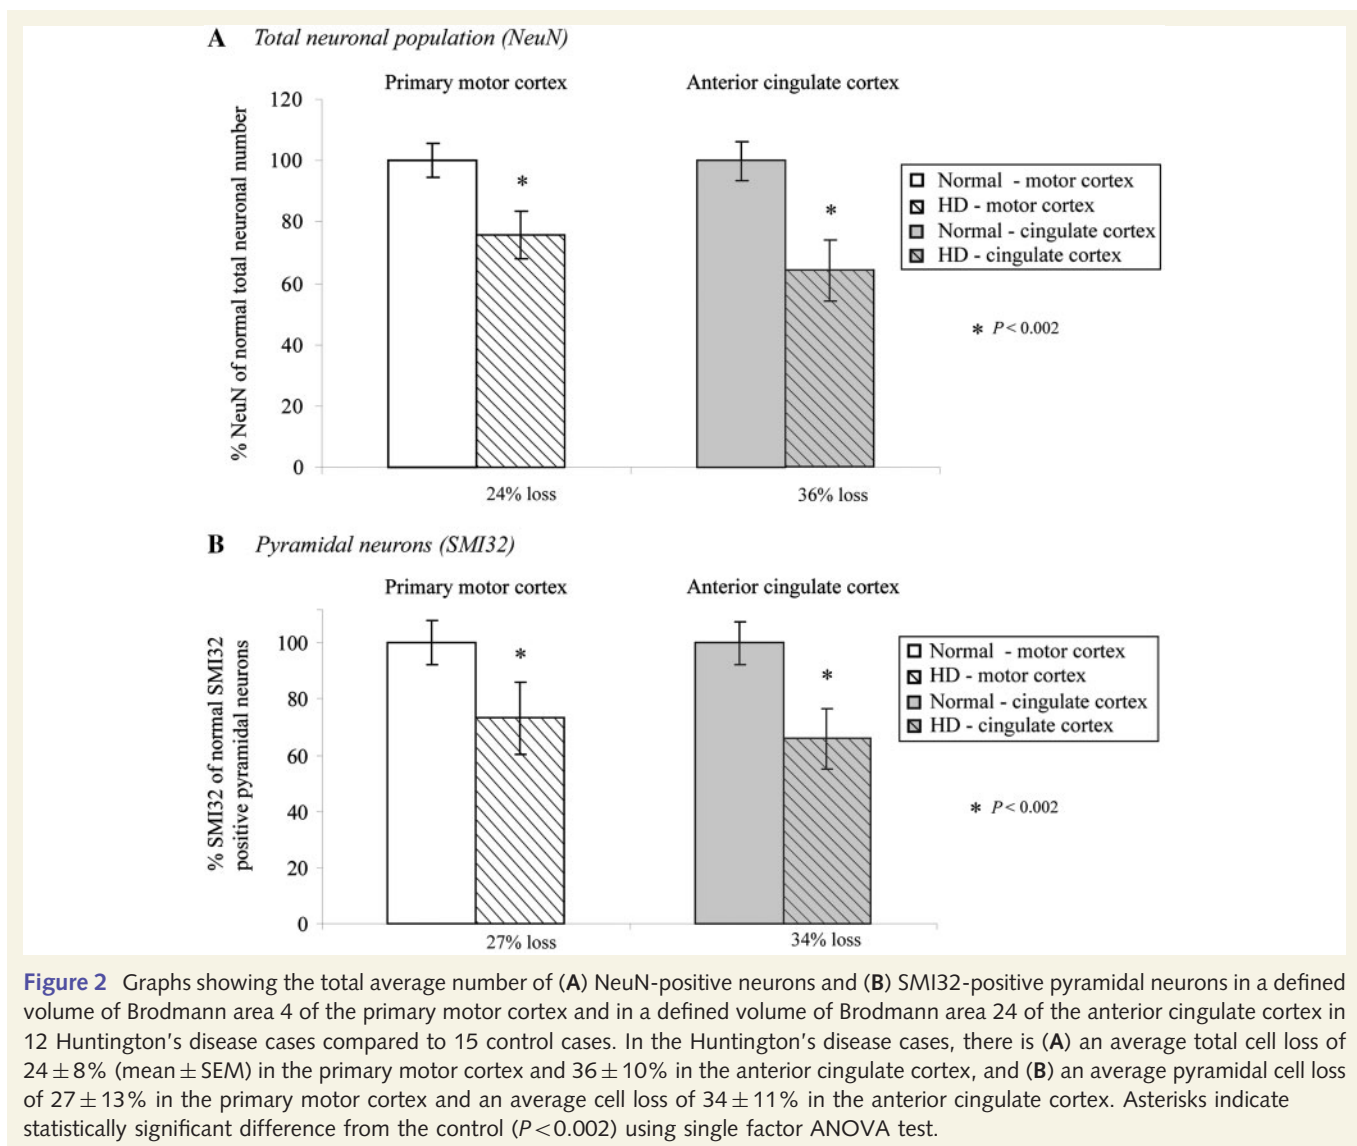 A Total neuronal population (NeuN)
Primary motor cortex
Anterior cingulate cortex
% NeuN of normal total neuronal number
120
100
80
60
40
20
0
*
*
24% loss
36% loss
Normal - motor cortex
HD - motor cortex
Normal - cingulate cortex
HD - cingulate cortex
* P< 0.002
B Pyramidal neurons (SMI32)
Primary motor cortex
Anterior cingulate cortex
% SMI32 of normal SMI32
positive pyramidal neurons
100
80
60
40
20
0
*
*
27% loss
34% loss
Normal - motor cortex
HD - motor cortex
Normal - cingulate cortex
HD - cingulate cortex
* P< 0.002
Figure 2 Graphs showing the total average number of (A) NeuN-positive neurons and (B) SMI32-positive pyramidal neurons in a defined
volume of Brodmann area 4 of the primary motor cortex and in a defined volume of Brodmann area 24 of the anterior cingulate cortex in
12 Huntington's disease cases compared to 15 control cases. In the Huntington's disease cases, there is (A) an average total cell loss of
24 ± 8% (mean ± SEM) in the primary motor cortex and 36 ± 10% in the anterior cingulate cortex, and (B) an average pyramidal cell loss
of 27 ± 13% in the primary motor cortex and an average cell loss of 34 ± 11% in the anterior cingulate cortex. Asterisks indicate
statistically significant difference from the control (P<0.002) using single factor ANOVA test.